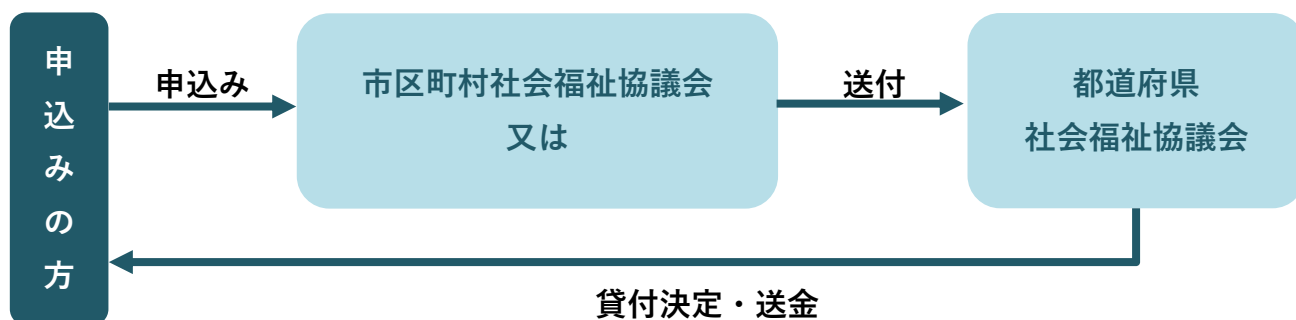 申込みの方
申込み
市区町村社会福祉協議会
又は
送付
都道府県
社会福祉協議会
貸付決定・送金